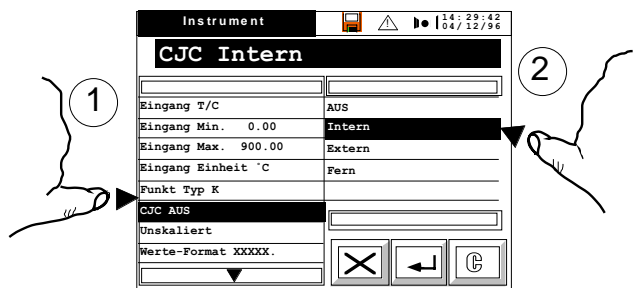 Instrument
14:29:42
04/12/96
CJC Intern
1
2
Eingang T/C
Eingang Min. 0.00
Eingang Max. 900.00
Eingang Einheit °C
Funkt Typ K
CJC AUS
Unskaliert
Werte-Format XXXXX.
AUS
Intern
Extern
Fern
C